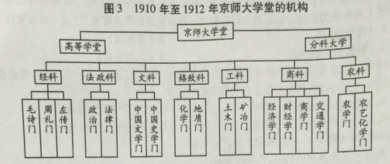 图3 1910年至1912年京师大学堂的机构
京师大学堂
高等学堂
分科大学
经科
法政科
文科
格致科
工科
商科
农科
毛诗门
周礼门
左传门
政治门
法律门
中国文学门
中国史学门
化学门
地质门
土木门
矿冶门
经济学门
财经学门
商学门
交通学门
农学门
农艺化学门